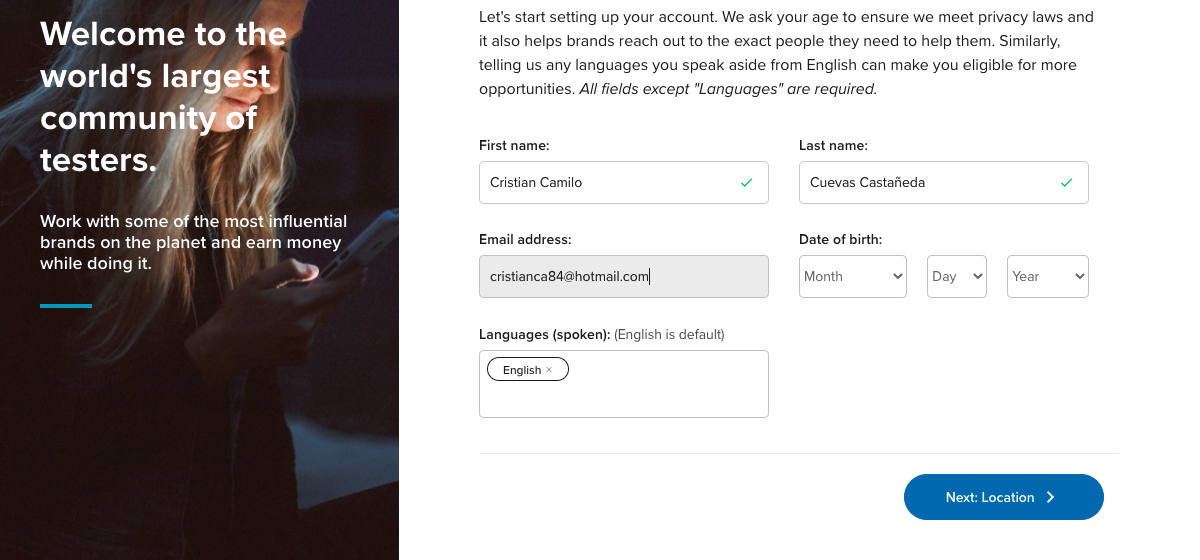 Welcome to the
world's largest
community of
testers.
Work with some of the most influential
brands on the planet and earn money
while doing it.
Let's start setting up your account. We ask your age to ensure we meet privacy laws and
it also helps brands reach out to the exact people they need to help them. Similarly,
telling us any languages you speak aside from English can make you eligible for more
opportunities. All fields except "Languages" are required.
First name:
Last name:
Cristian Camilo
Cuevas Castañeda
Email address:
Date of birth:
cristianca84@hotmail.com
Month
Day
Year
Languages (spoken): (English is default)
English ×
Next: Location